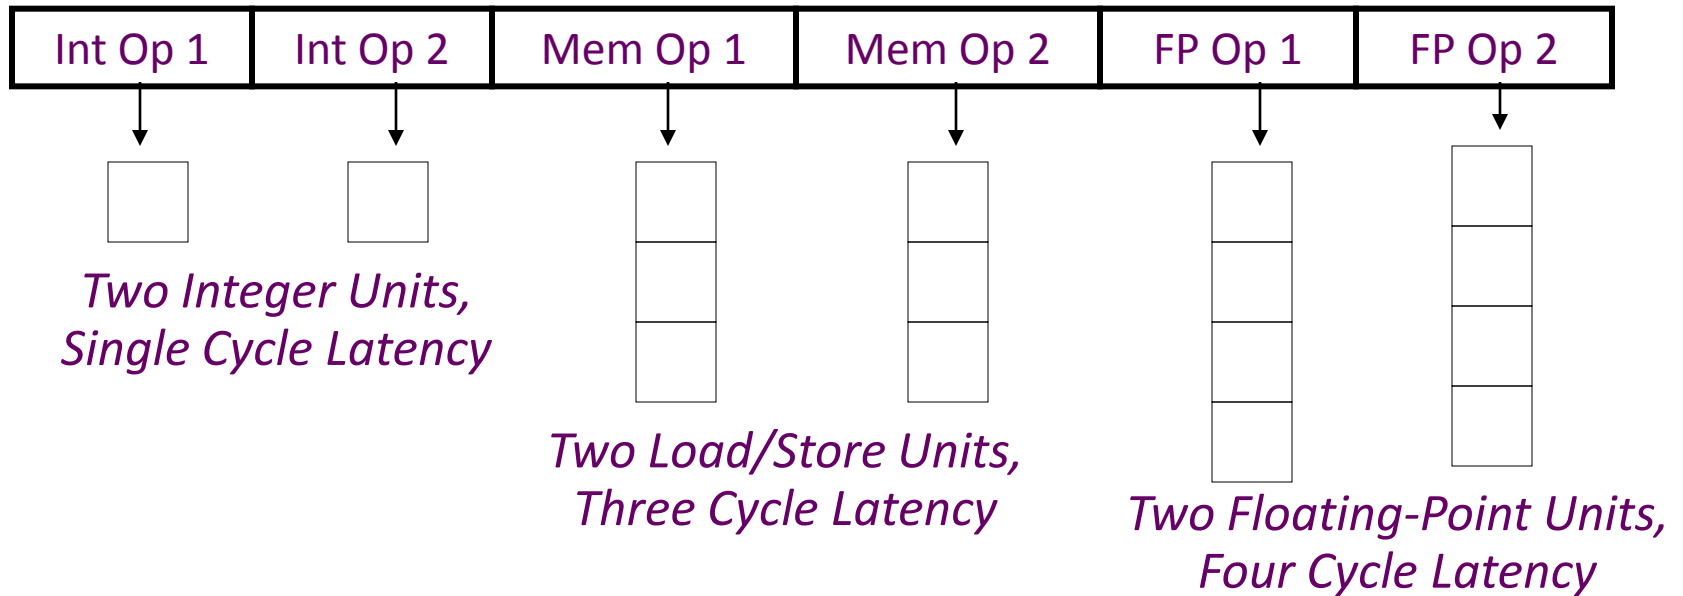 Int Op 1 Int Op 2 Mem Op 1 Mem Op 2 FP Op 1 FP Op 2
Two Integer Units,
Single Cycle Latency
Two Load/Store Units,
Three Cycle Latency
Two Floating-Point Units,
Four Cycle Latency